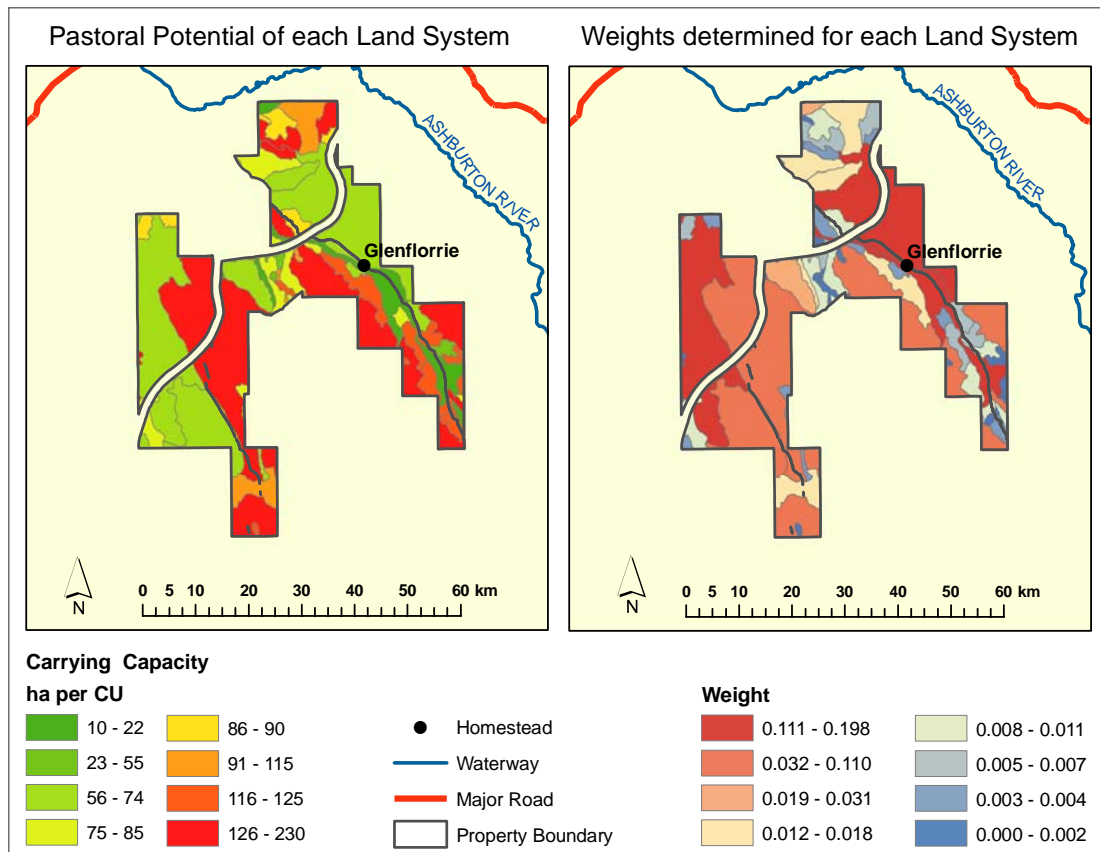 Pastoral Potential of each Land System
Weights determined for each Land System
ASHBURTON RIVER
Glenflorrie
N
0 5 10 20 30 40 50 60 km
ASHBURTON RIVER
Glenflorrie
N
0 5 10 20 30 40 50 60 km
Carrying Capacity
ha per CU
10 - 22
23 - 55
56 - 74
75 - 85
86 - 90
91 - 115
116 - 125
126 - 230
Homestead
Waterway
Major Road
Property Boundary
Weight
0.111 - 0.198
0.032 - 0.110
0.019 - 0.031
0.012 - 0.018
0.008 - 0.011
0.005 - 0.007
0.003 - 0.004
0.000 - 0.002